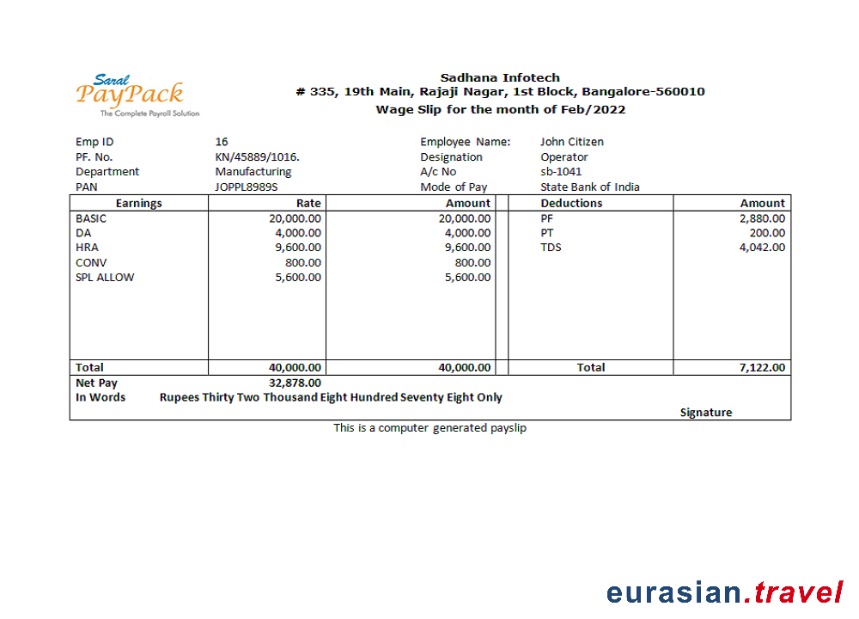 Saral
PayPack
The Complete Payroll Solution
Sadhana Infotech
# 335, 19th Main, Rajaji Nagar, 1st Block, Bangalore-560010
Wage Slip for the month of Feb/2022
Emp ID 16 Employee Name: John Citizen
PF. No. KN/45889/1016. Designation Operator
Department Manufacturing A/c No sb-1041
PAN JOPPL8989S Mode of Pay State Bank of India
Earnings Rate Amount Deductions Amount
BASIC 20,000.00 20,000.00 PF 2,880.00
DA 4,000.00 4,000.00 PT 200.00
HRA 9,600.00 9,600.00 TDS 4,042.00
CONV 800.00 800.00
SPL ALLOW 5,600.00 5,600.00
Total 40,000.00 40,000.00 Total 7,122.00
Net Pay 32,878.00
In Words Rupees Thirty Two Thousand Eight Hundred Seventy Eight Only
Signature
This is a computer generated payslip
eurasian.travel